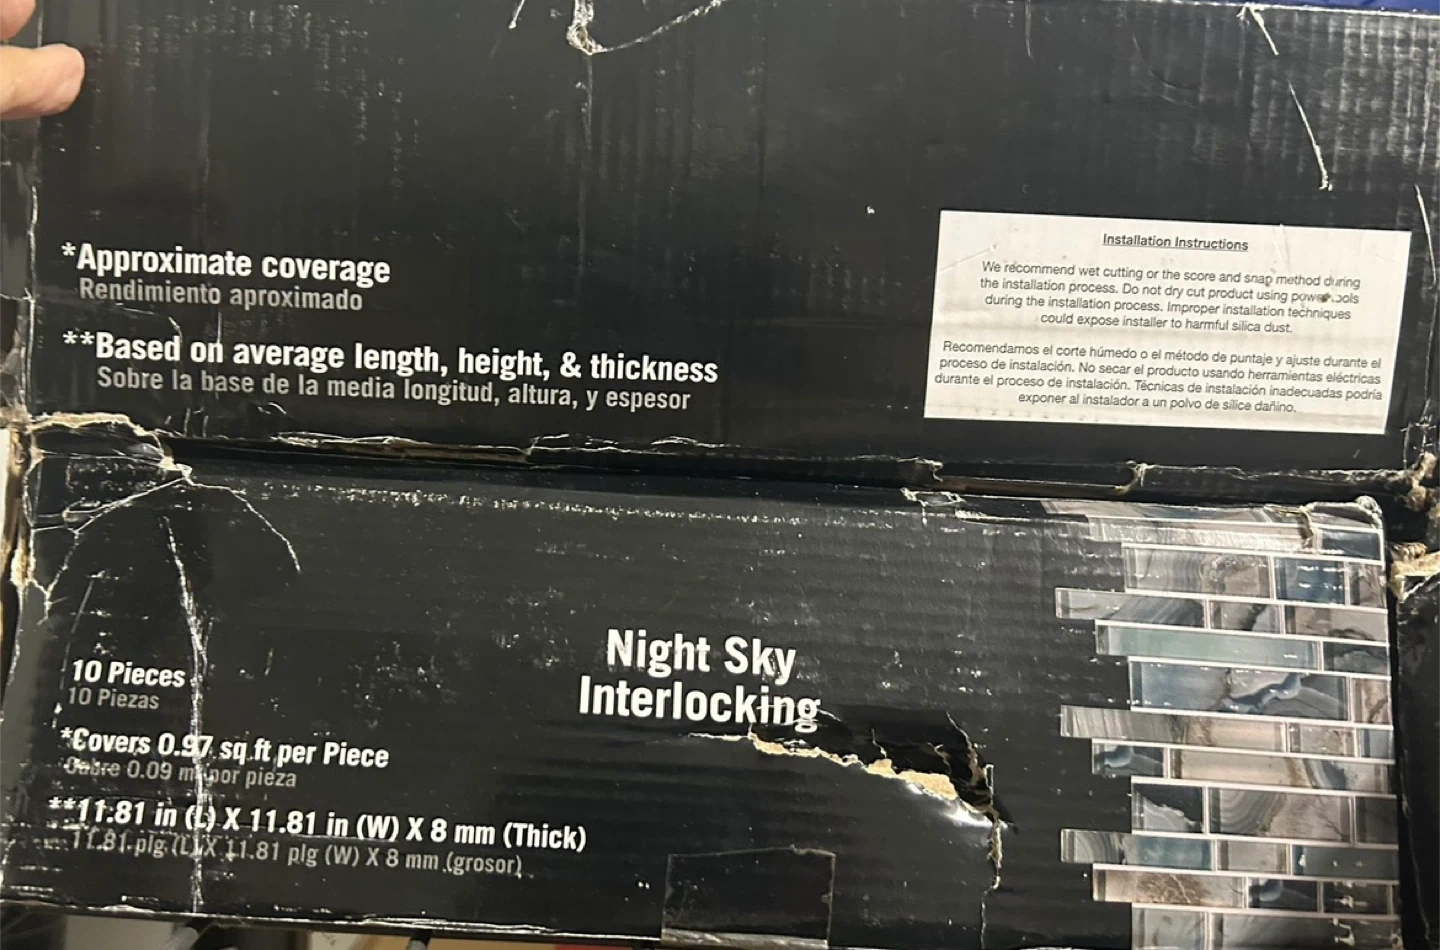 *Approximate coverage
Rendimiento aproximado
**Based on average length, height, & thickness
Sobre la base de la media longitud, altura, y espesor
Installation Instructions
We recommend wet cutting or the score and snap method during
the installation process. Do not dry cut product using power tools
during the installation process. Improper installation techniques
could expose installer to harmful silica dust.
Recomendamos el corte húmedo o el método de puntaje y ajuste durante el
proceso de instalación. No secar el producto usando herramientas eléctricas
durante el proceso de instalación. Técnicas de instalación inadecuadas podría
exponer al instalador a un polvo de sílice dañino.
Night Sky
Interlocking
10 Pieces
10 Piezas
*Covers 0.97 sq.ft per Piece
Cubre 0.09 m² por pieza
**11.81 in (L) X 11.81 in (W) X 8 mm (Thick)
11.81 plg (L) X 11.81 plg (W) X 8 mm (grosor)